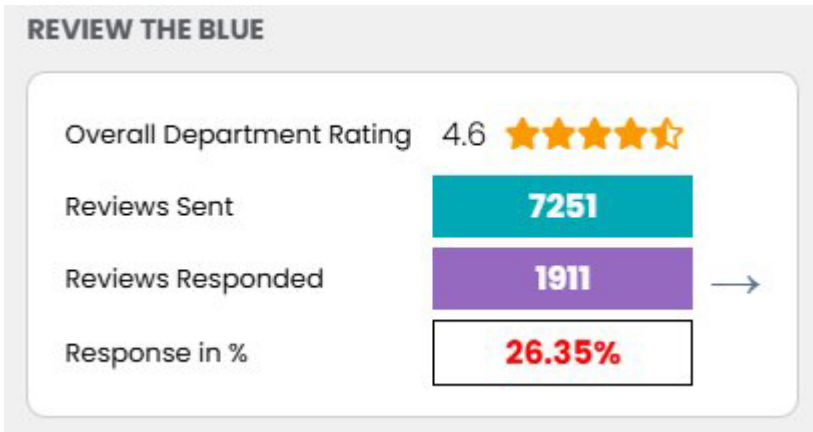 REVIEW THE BLUE
Overall Department Rating 4.6
Reviews Sent 7251
Reviews Responded 1911 →
Response in % 26.35%